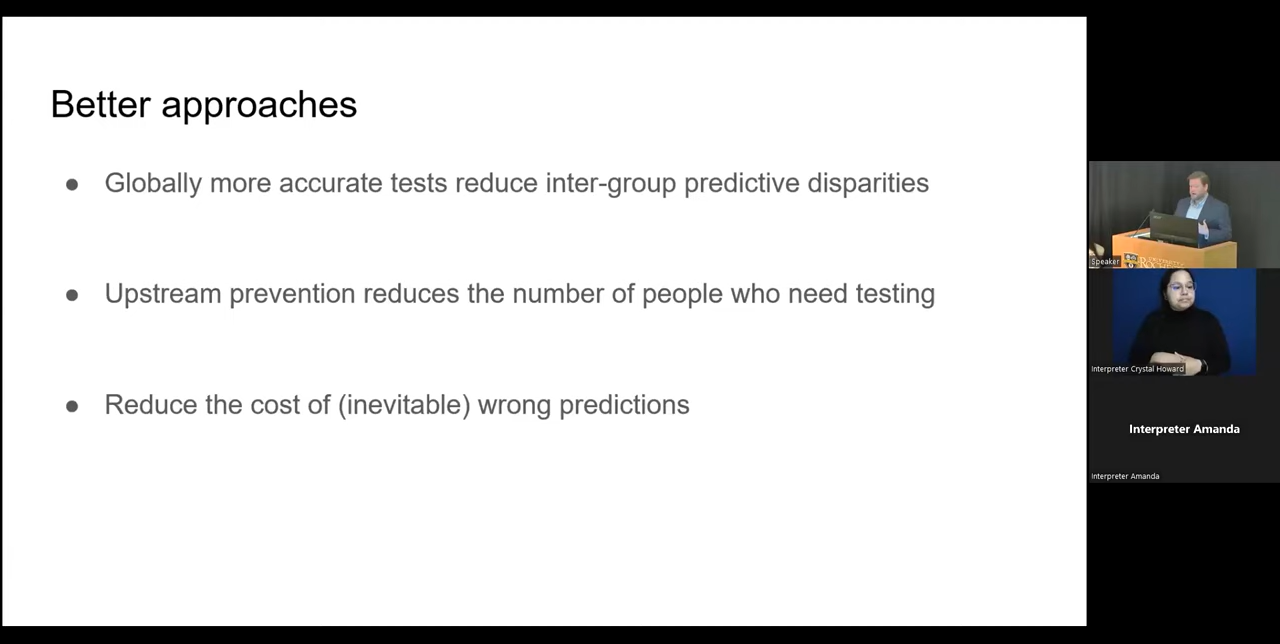 Better approaches
● Globally more accurate tests reduce inter-group predictive disparities
● Upstream prevention reduces the number of people who need testing
● Reduce the cost of (inevitable) wrong predictions
Speaker
Interpreter Crystal Howard
Interpreter Amanda
Interpreter Amanda